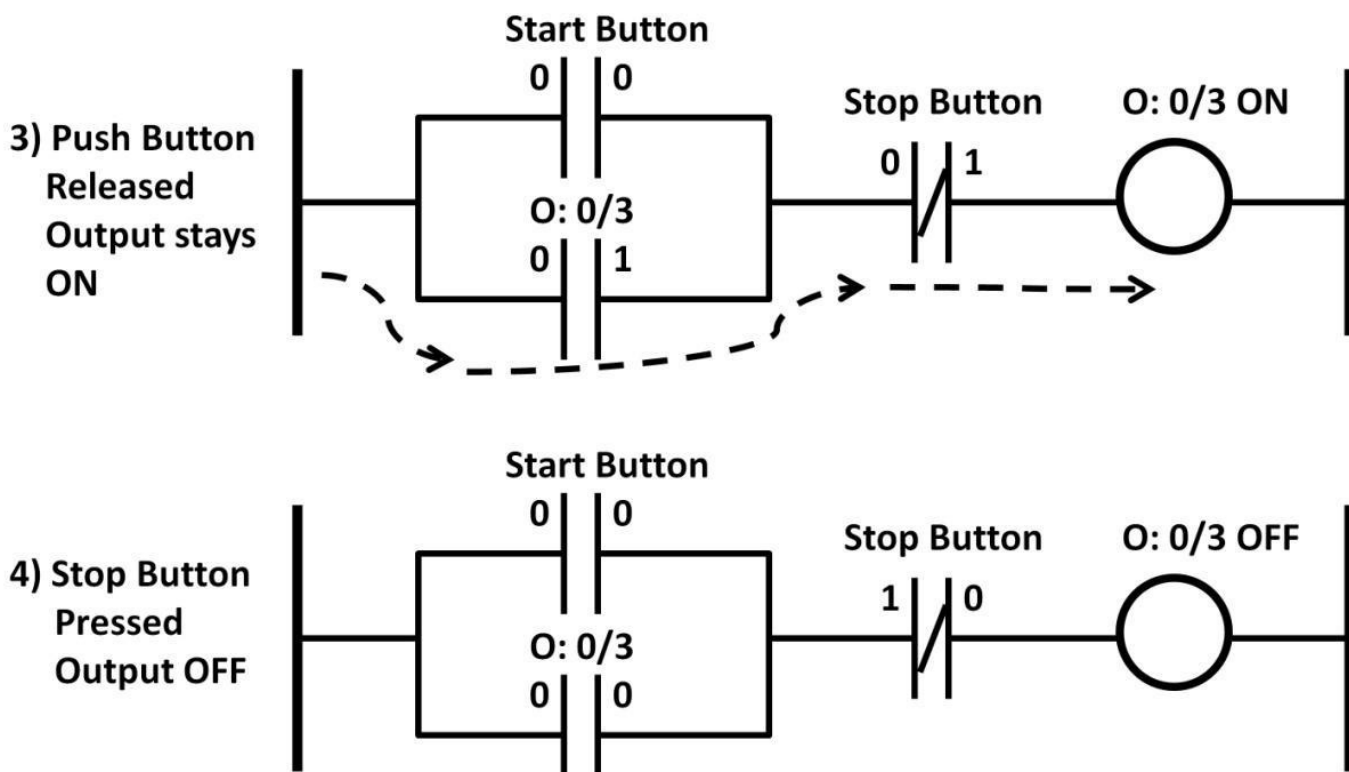 Start Button
0 0
Stop Button
O: 0/3 ON
3) Push Button
Released
Output stays
ON
0 1
O: 0/3
0 1
Start Button
0 0
Stop Button
O: 0/3 OFF
4) Stop Button
Pressed
Output OFF
1 0
O: 0/3
0 0